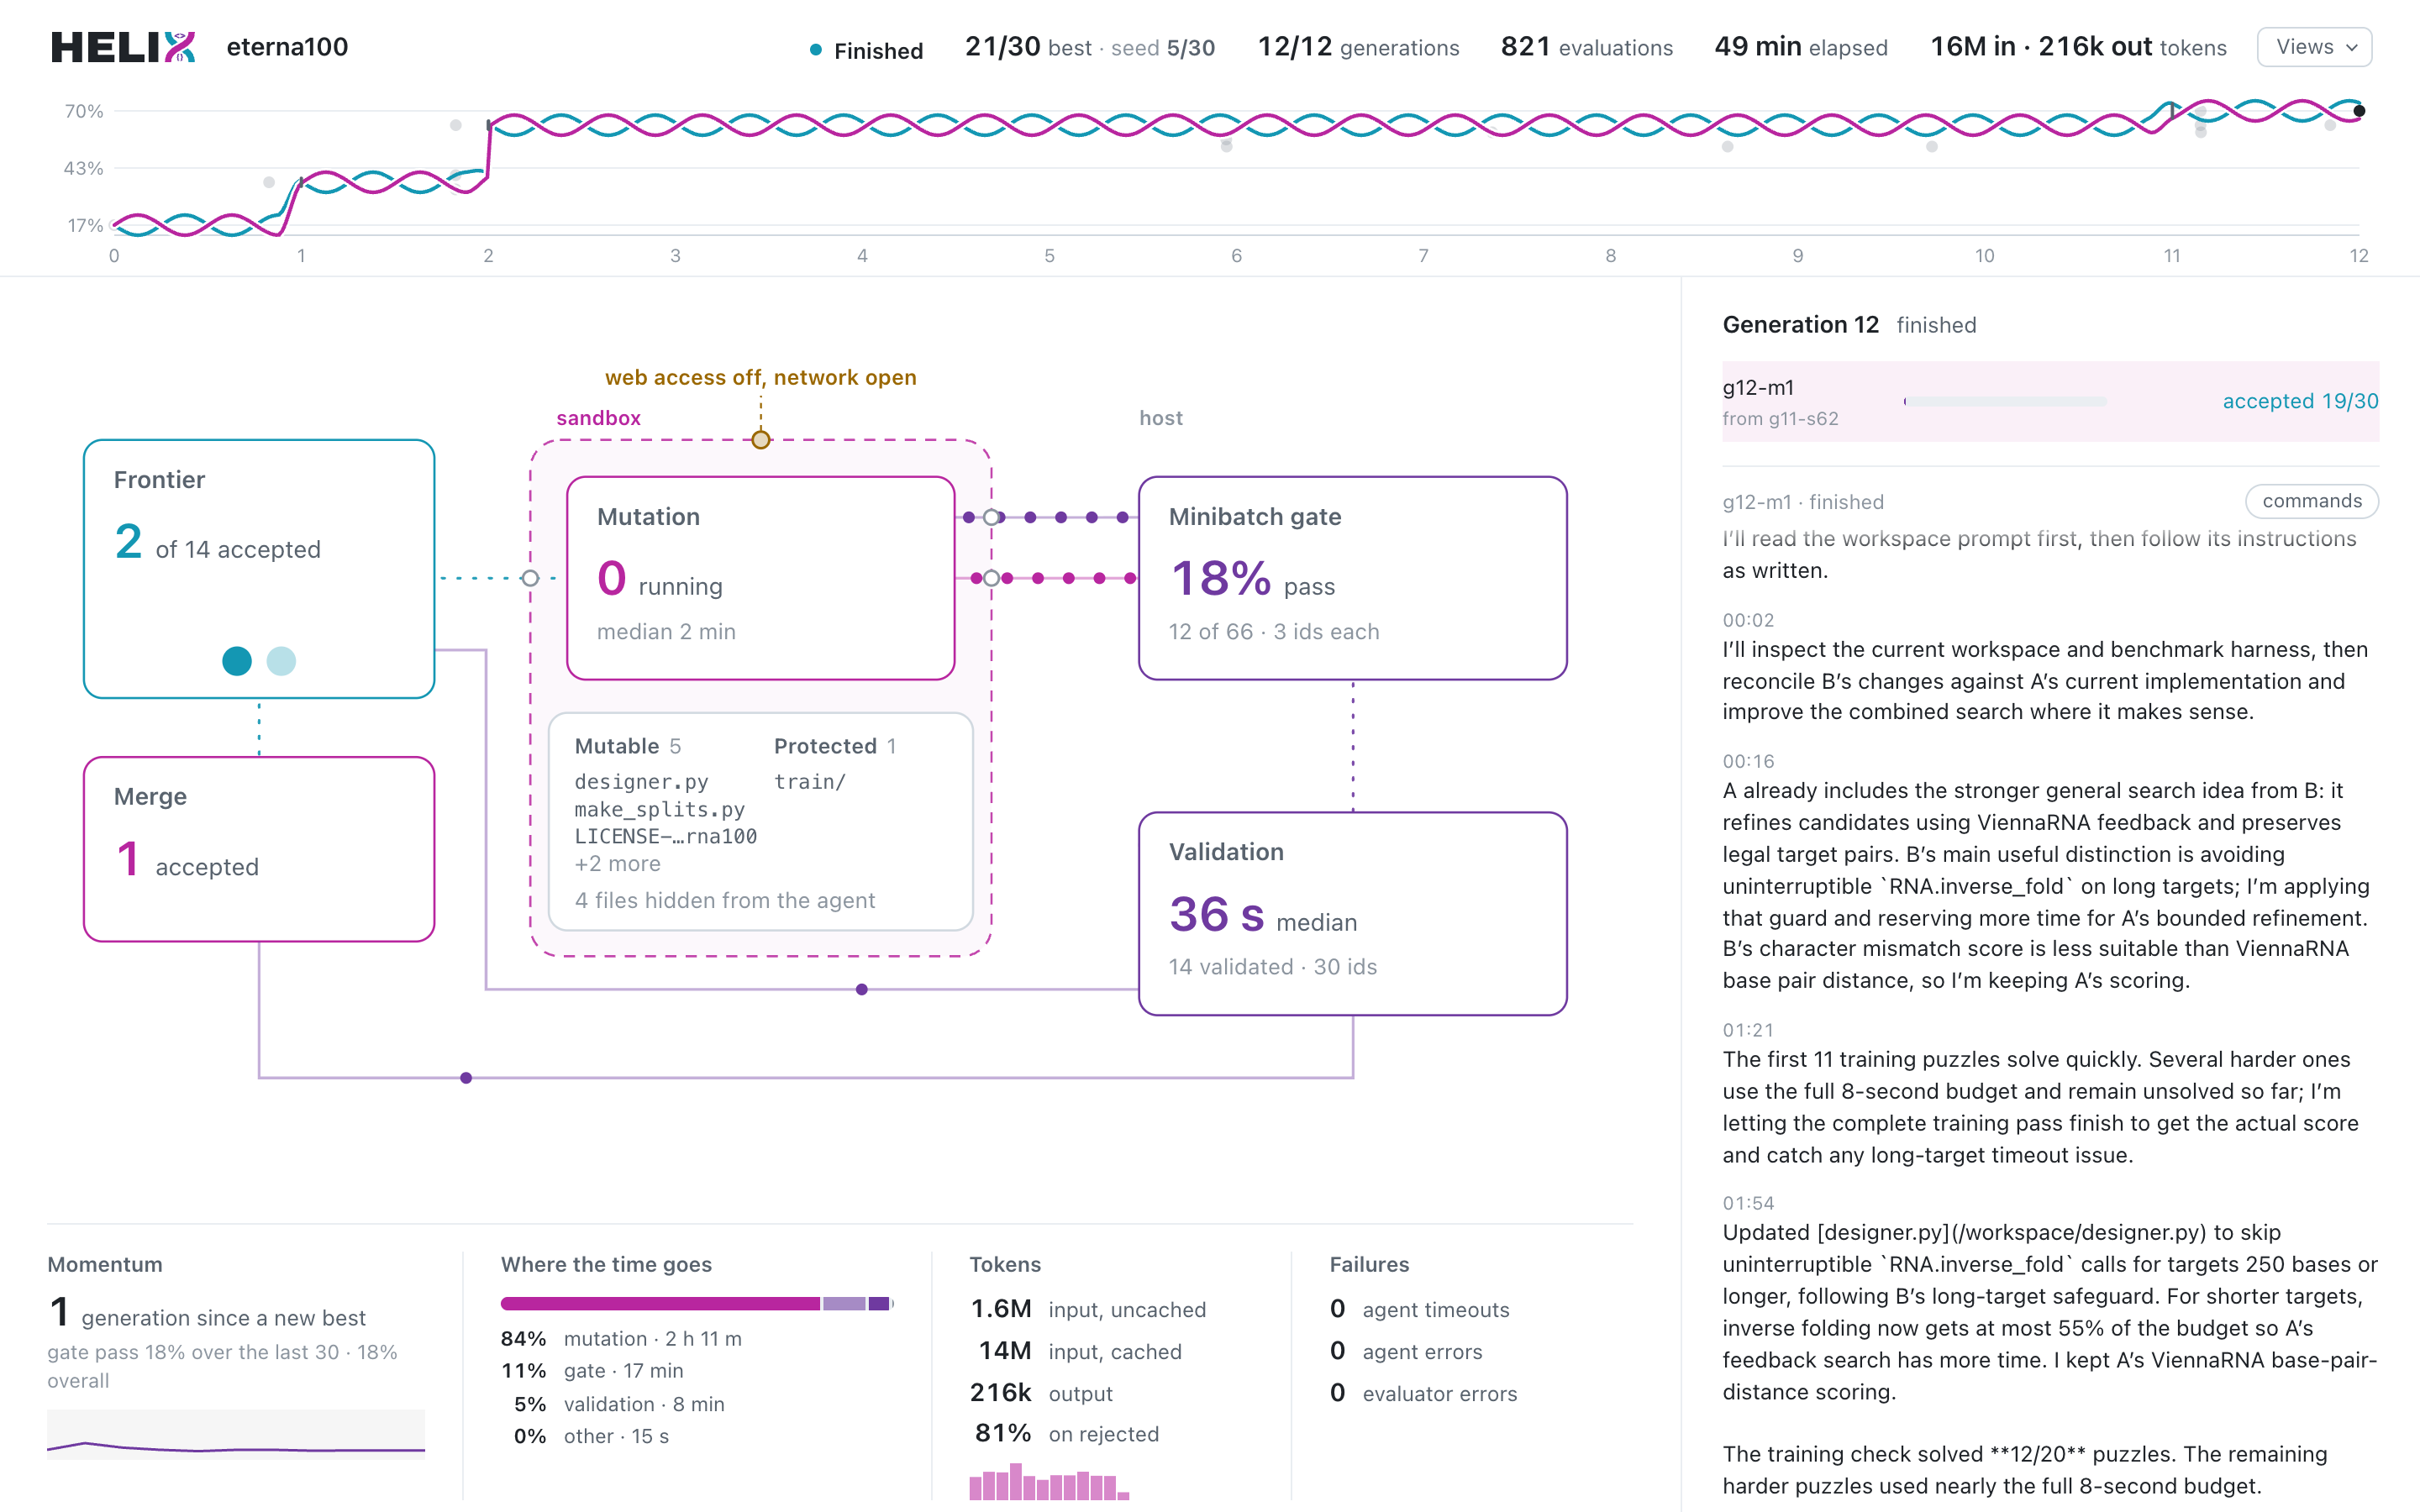 HELIX eterna100
Finished 21/30 best · seed 5/30 12/12 generations 821 evaluations 49 min elapsed 16M in · 216k out tokens Views
70%
43%
17%
0 1 2 3 4 5 6 7 8 9 10 11 12
web access off, network open
sandbox
host
Frontier
2 of 14 accepted
Merge
1 accepted
Mutation
0 running
median 2 min
Mutable 5 Protected 1
designer.py train/
make_splits.py
LICENSE-…rna100
+2 more
4 files hidden from the agent
Minibatch gate
18% pass
12 of 66 · 3 ids each
Validation
36 s median
14 validated · 30 ids
Momentum
1 generation since a new best
gate pass 18% over the last 30 · 18%
overall
Where the time goes
84% mutation · 2 h 11 m
11% gate · 17 min
5% validation · 8 min
0% other · 15 s
Tokens
1.6M input, uncached
14M input, cached
216k output
81% on rejected
Failures
0 agent timeouts
0 agent errors
0 evaluator errors
Generation 12 finished
g12-m1
from g11-s62
accepted 19/30
g12-m1 · finished commands
I’ll read the workspace prompt first, then follow its instructions
as written.
00:02
I’ll inspect the current workspace and benchmark harness, then
reconcile B’s changes against A’s current implementation and
improve the combined search where it makes sense.
00:16
A already includes the stronger general search idea from B: it
refines candidates using ViennaRNA feedback and preserves
legal target pairs. B’s main useful distinction is avoiding
uninterruptible `RNA.inverse_fold` on long targets; I’m applying
that guard and reserving more time for A’s bounded refinement.
B’s character mismatch score is less suitable than ViennaRNA
base pair distance, so I’m keeping A’s scoring.
01:21
The first 11 training puzzles solve quickly. Several harder ones
use the full 8-second budget and remain unsolved so far; I’m
letting the complete training pass finish to get the actual score
and catch any long-target timeout issue.
01:54
Updated [designer.py](/workspace/designer.py) to skip
uninterruptible `RNA.inverse_fold` calls for targets 250 bases or
longer, following B’s long-target safeguard. For shorter targets,
inverse folding now gets at most 55% of the budget so A’s
feedback search has more time. I kept A’s ViennaRNA base-pair-
distance scoring.
The training check solved **12/20** puzzles. The remaining
harder puzzles used nearly the full 8-second budget.